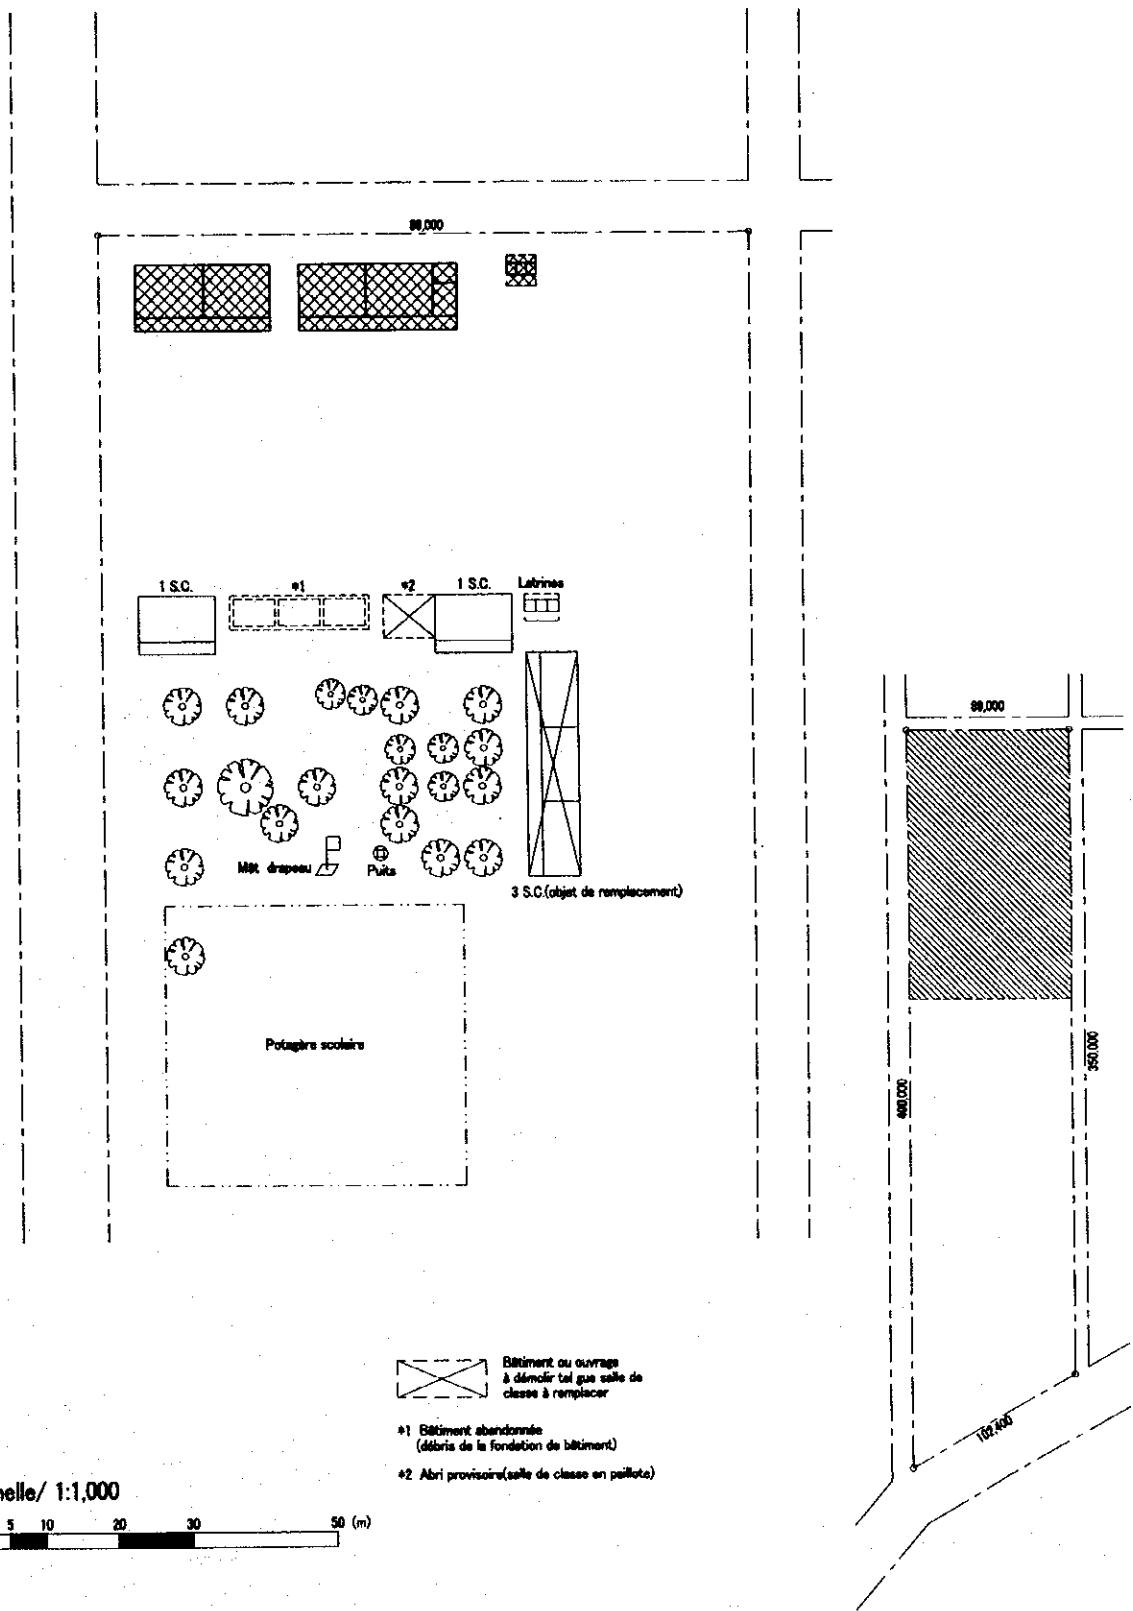 89,000
1 S.C.
*1
*2
1 S.C.
Latrines
Mât drapeau
Puits
3 S.C.(objet de remplacement)
Potagère scolaire
89,000
400,000
350,000
102,400
Bâtiment ou ouvrage
à démolir tel gue salle de
classe à remplacer
*1 Bâtiment abandonnée
(débris de la fondation de bâtiment)
*2 Abri provisoire(salle de classe en paillote)
helle/ 1:1,000
5 10 20 30 50 (m)